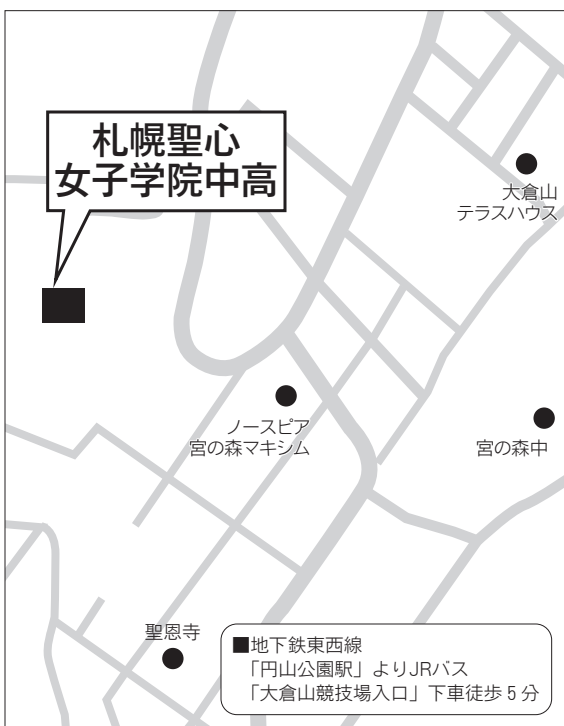 札幌聖心
女子学院中高
大倉山
テラスハウス
ノースピア
宮の森マキシム
宮の森中
聖恩寺
■地下鉄東西線
「円山公園駅」よりJRバス
「大倉山競技場入口」下車徒歩5分